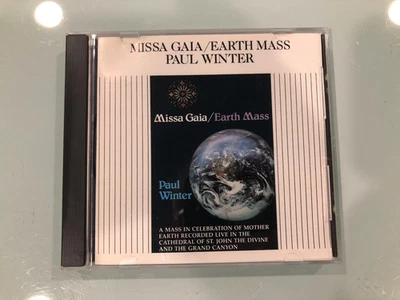 MISSA GAIA/EARTH MASS
PAUL WINTER
Missa Gaia/Earth Mass
Paul
Winter
A MASS IN CELEBRATION OF MOTHER
EARTH RECORDED LIVE IN THE
CATHEDRAL OF ST. JOHN THE DIVINE
AND THE GRAND CANYON